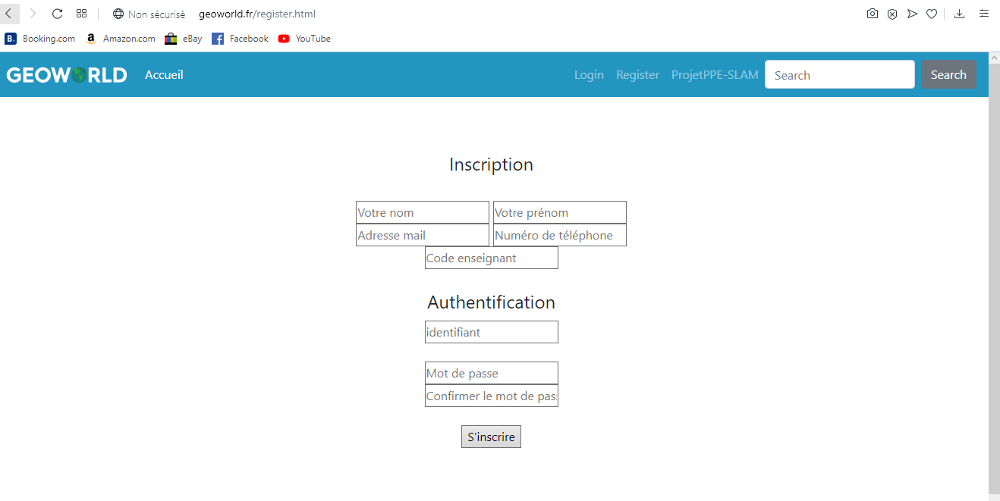 Non sécurisé geoworld.fr/register.html
Booking.com Amazon.com eBay Facebook YouTube
GEOWORLD Accueil Login Register ProjetPPE-SLAM Search Search
Inscription
Votre nom Votre prénom
Adresse mail Numéro de téléphone
Code enseignant
Authentification
identifiant
Mot de passe
Confirmer le mot de pas
S'inscrire